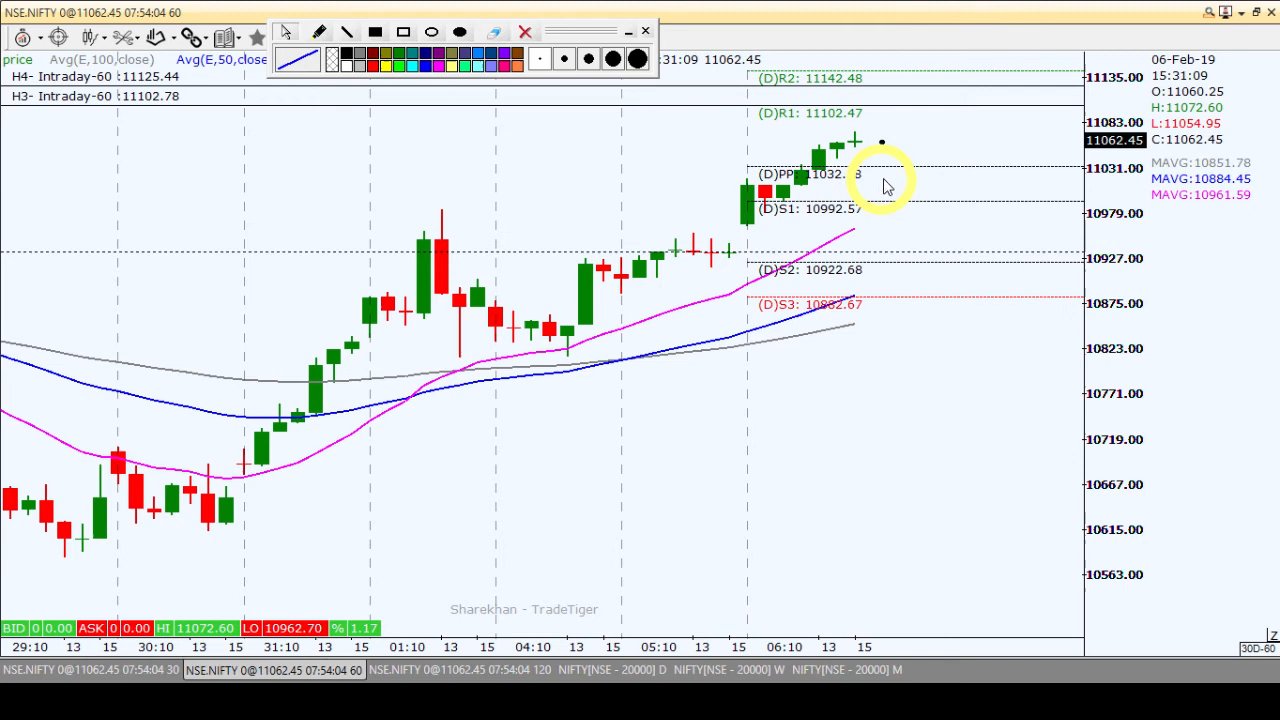 NSE.NIFTY 0@11062.45 07:54:04 60
price Avg(E,100,close) Avg(E,50,close
:31:09 11062.45
H4- Intraday-60 :11125.44
H3- Intraday-60 :11102.78
(D)R2: 11142.48
(D)R1: 11102.47
(D)S1: 10992.57
(D)S2: 10922.68
06-Feb-19
15:31:09
O:11060.25
H:11072.60
L:11054.95
C:11062.45
MAVG:10851.78
MAVG:10884.45
MAVG:10961.59
11135.00
11083.00
11062.45
11031.00
10979.00
10927.00
10875.00
10823.00
10771.00
10719.00
10667.00
10615.00
10563.00
Sharekhan - TradeTiger
BID 0 0.00 ASK 0 0.00 HI 11072.60 LO 10962.70 % 1.17
29:10 13 15 30:10 13 15 31:10 13 15 01:10 13 15 04:10 13 15 05:10 13 15 06:10 13 15
Z
30D-60
NSE.NIFTY 0@11062.45 07:54:04 30 NSE.NIFTY 0@11062.45 07:54:04 60 NSE.NIFTY 0@11062.45 07:54:04 120 NIFTY[NSE - 20000] D NIFTY[NSE - 20000] W NIFTY[NSE - 20000] M